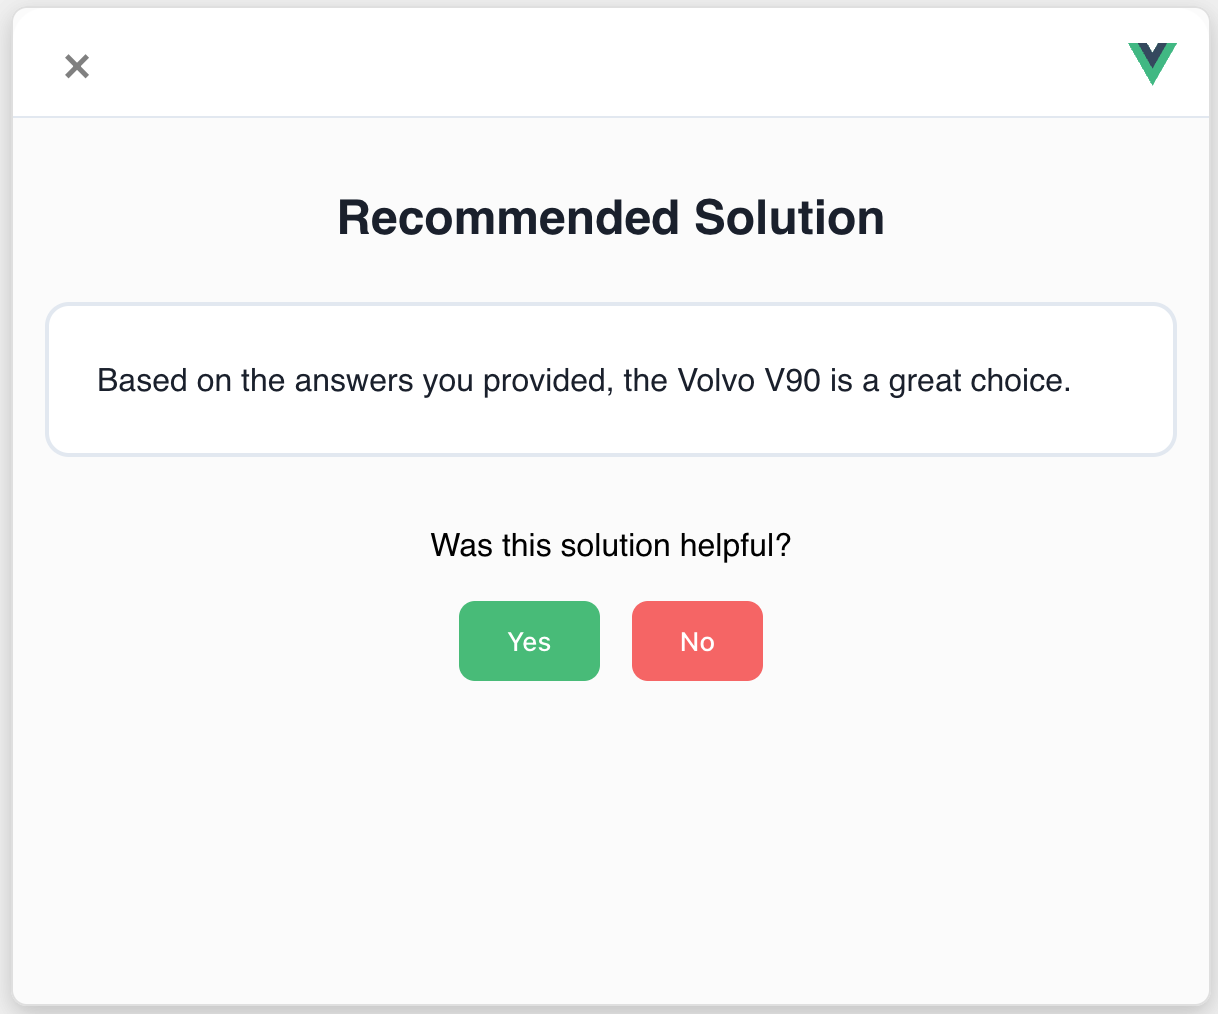 Recommended Solution
Based on the answers you provided, the Volvo V90 is a great choice.
Was this solution helpful?
Yes
No